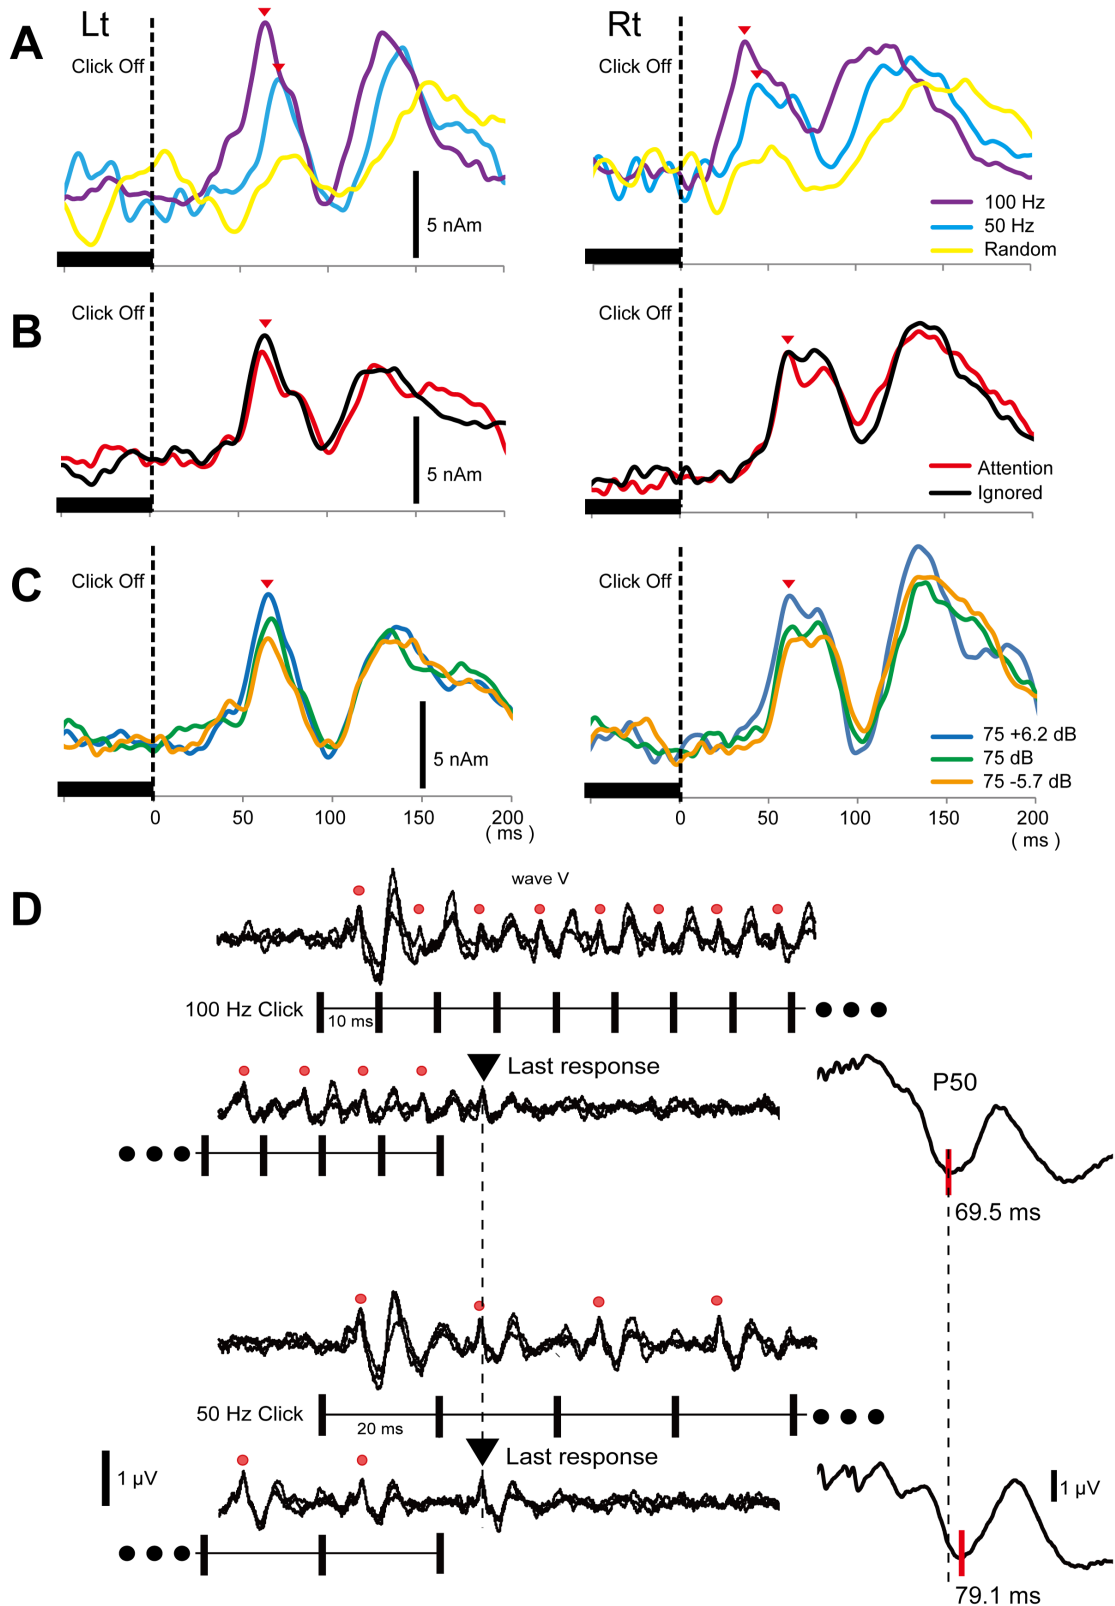 A
Lt
Rt
Click Off
Click Off
5 nAm
100 Hz
50 Hz
Random
B
Click Off
Click Off
5 nAm
Attention
Ignored
C
Click Off
Click Off
5 nAm
75 +6.2 dB
75 dB
75 -5.7 dB
0 50 100 150 200
( ms )
0 50 100 150 200
( ms )
D
wave V
100 Hz Click
10 ms
Last response
P50
69.5 ms
50 Hz Click
20 ms
Last response
1 µV
1 µV
79.1 ms